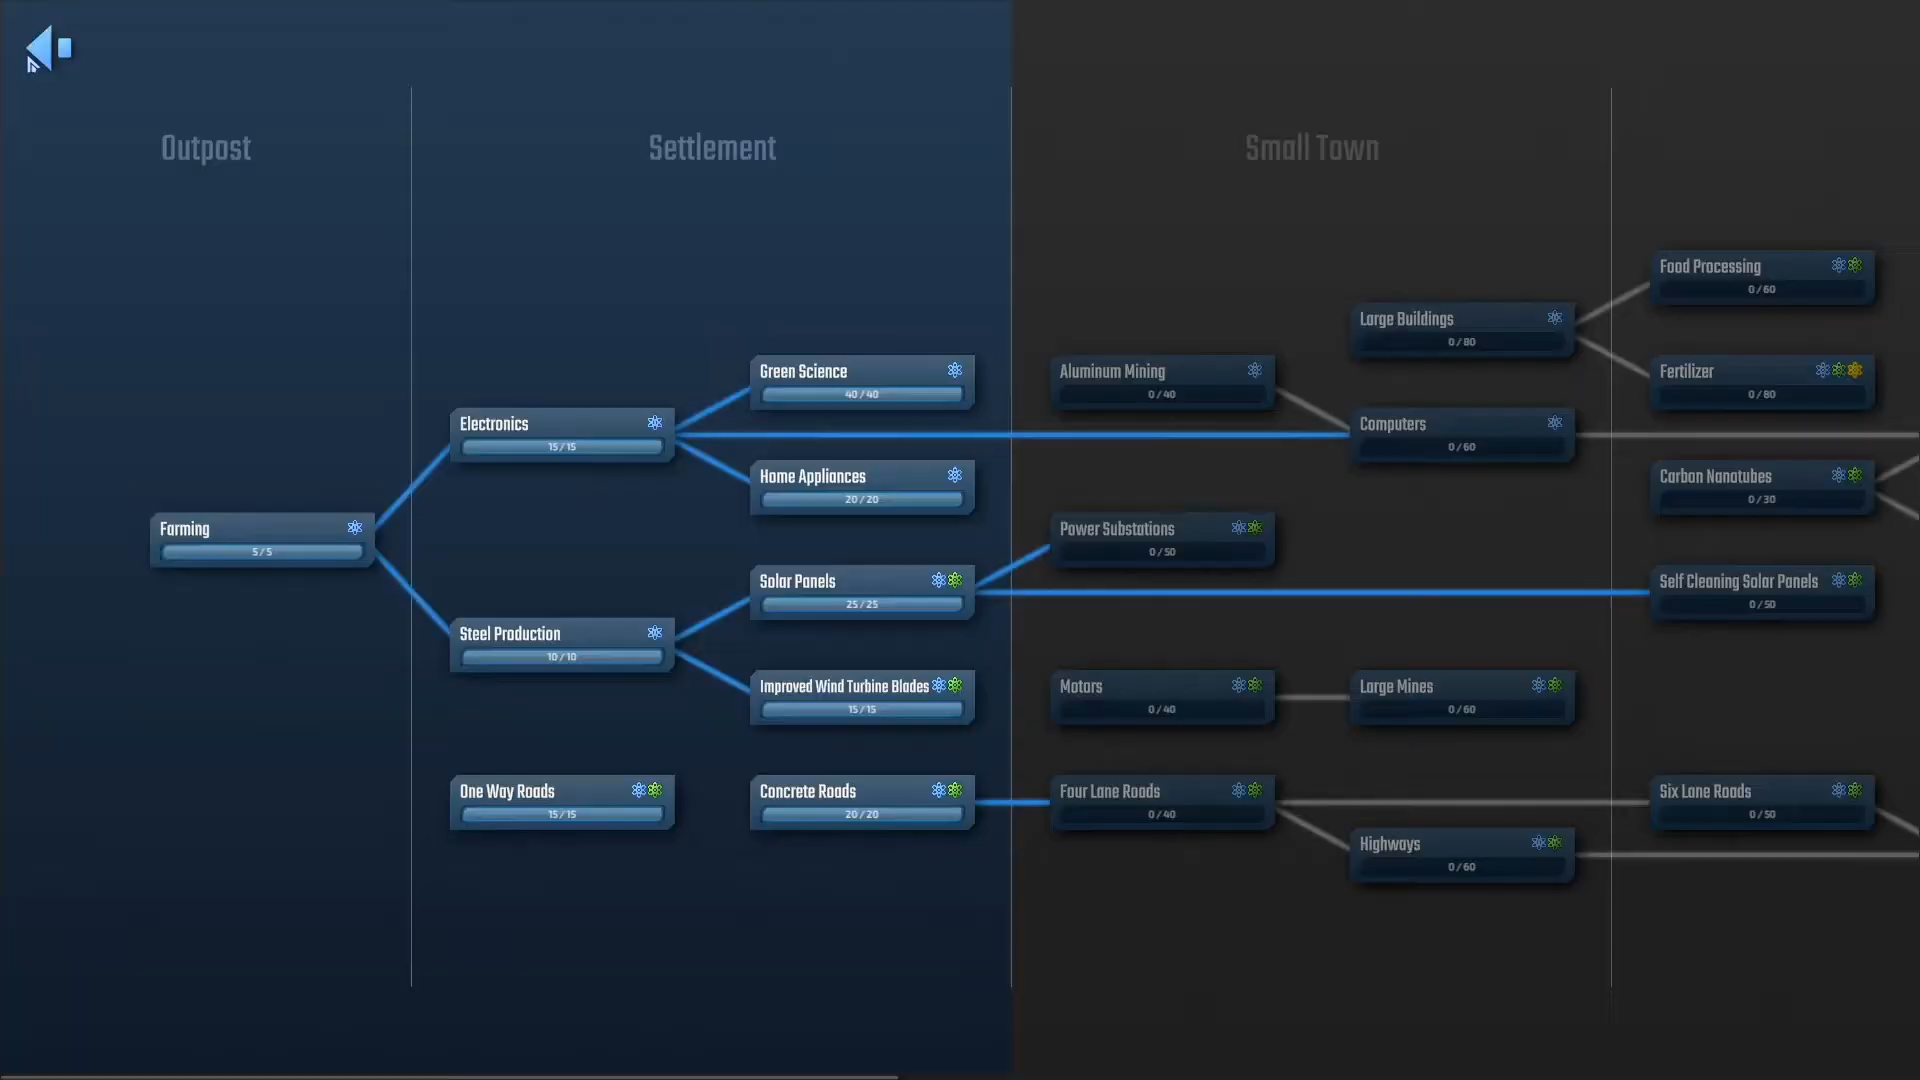 Outpost
Settlement
Small Town
Farming
5/5
Electronics
15/15
Steel Production
10/10
One Way Roads
15/15
Green Science
40/40
Home Appliances
20/20
Solar Panels
25/25
Improved Wind Turbine Blades
15/15
Concrete Roads
20/20
Aluminum Mining
0/40
Power Substations
0/50
Motors
0/40
Four Lane Roads
0/40
Large Buildings
0/80
Computers
0/60
Large Mines
0/60
Highways
0/60
Food Processing
0/60
Fertilizer
0/80
Carbon Nanotubes
0/30
Self Cleaning Solar Panels
0/50
Six Lane Roads
0/50